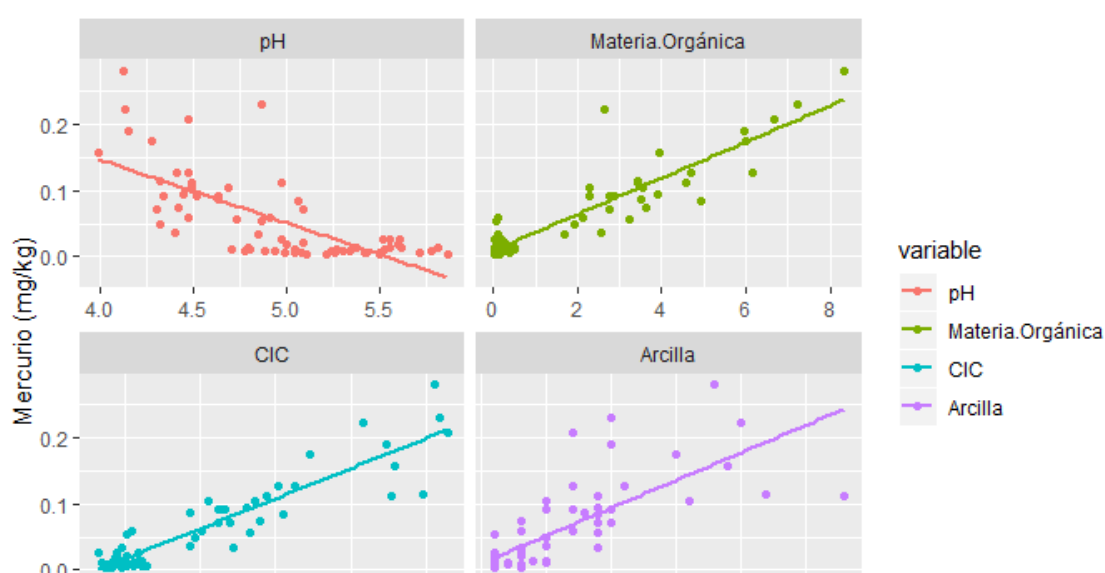 pH Materia.Orgánica
0.2
0.1
0.0
4.0 4.5 5.0 5.5 0 2 4 6 8
Mercurio (mg/kg)
CIC Arcilla
0.2
0.1
0.0
variable
pH
Materia.Orgánica
CIC
Arcilla